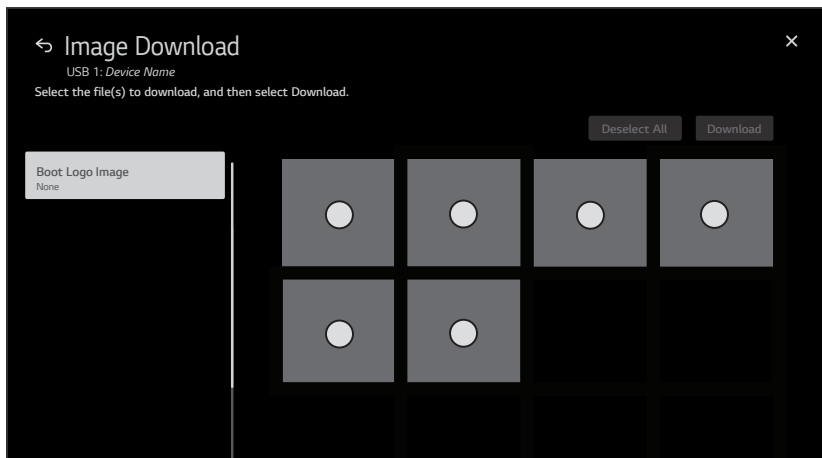 Image Download
USB 1: Device Name
Select the file(s) to download, and then select Download.
Deselect All Download
Boot Logo Image
None